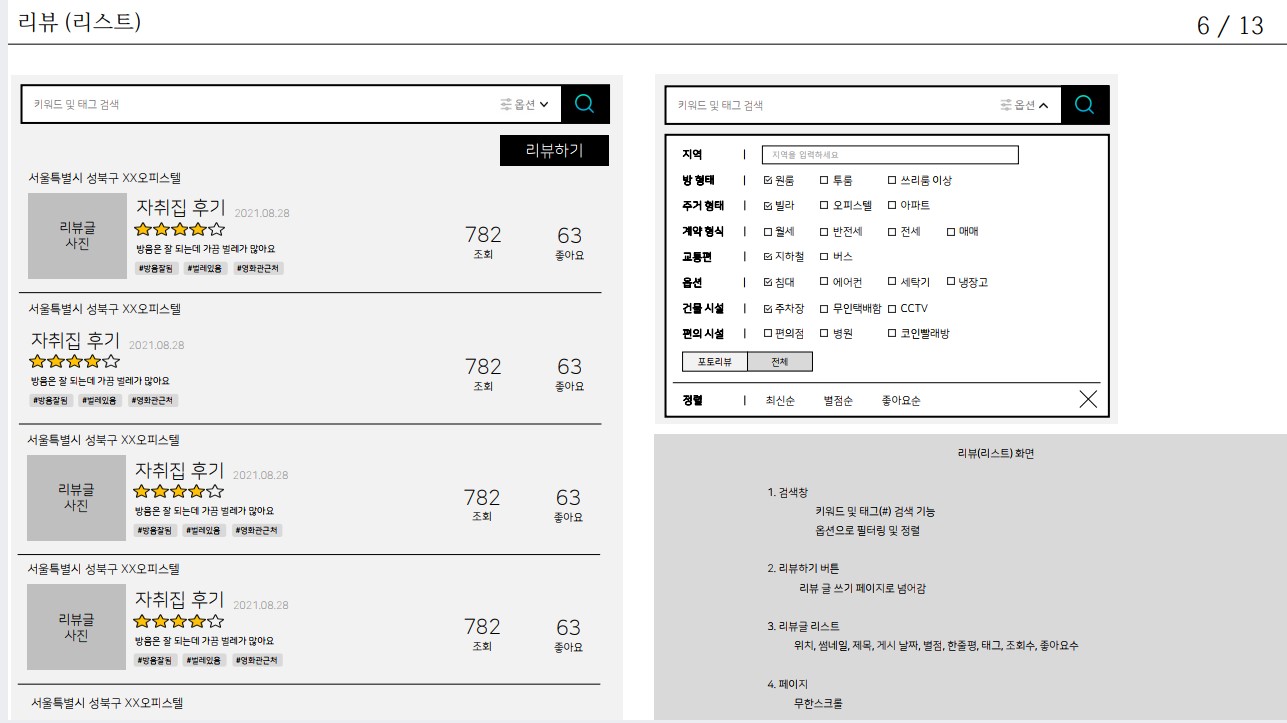 리뷰 (리스트)
6 / 13
키워드 및 태그 검색
옵션
리뷰하기
서울특별시 성북구 XX오피스텔
리뷰글
사진
자취집 후기 2021.08.28
방음은 잘 되는데 가끔 벌레가 많아요
#방음잘됨 #벌레있음 #영화관근처
782
조회
63
좋아요
서울특별시 성북구 XX오피스텔
자취집 후기 2021.08.28
방음은 잘 되는데 가끔 벌레가 많아요
#방음잘됨 #벌레있음 #영화관근처
782
조회
63
좋아요
서울특별시 성북구 XX오피스텔
리뷰글
사진
자취집 후기 2021.08.28
방음은 잘 되는데 가끔 벌레가 많아요
#방음잘됨 #벌레있음 #영화관근처
782
조회
63
좋아요
서울특별시 성북구 XX오피스텔
리뷰글
사진
자취집 후기 2021.08.28
방음은 잘 되는데 가끔 벌레가 많아요
#방음잘됨 #벌레있음 #영화관근처
782
조회
63
좋아요
서울특별시 성북구 XX오피스텔
키워드 및 태그 검색
옵션
지역 | 지역을 입력하세요
방 형태 | 원룸 투룸 쓰리룸 이상
주거 형태 | 빌라 오피스텔 아파트
계약 형식 | 월세 반전세 전세 매매
교통편 | 지하철 버스
옵션 | 침대 에어컨 세탁기 냉장고
건물 시설 | 주차장 무인택배함 CCTV
편의 시설 | 편의점 병원 코인빨래방
포토리뷰 전체
정렬 | 최신순 별점순 좋아요순
리뷰(리스트) 화면
1. 검색창
키워드 및 태그(#) 검색 기능
옵션으로 필터링 및 정렬
2. 리뷰하기 버튼
리뷰 글 쓰기 페이지로 넘어감
3. 리뷰글 리스트
위치, 썸네일, 제목, 게시 날짜, 별점, 한줄평, 태그, 조회수, 좋아요수
4. 페이지
무한스크롤